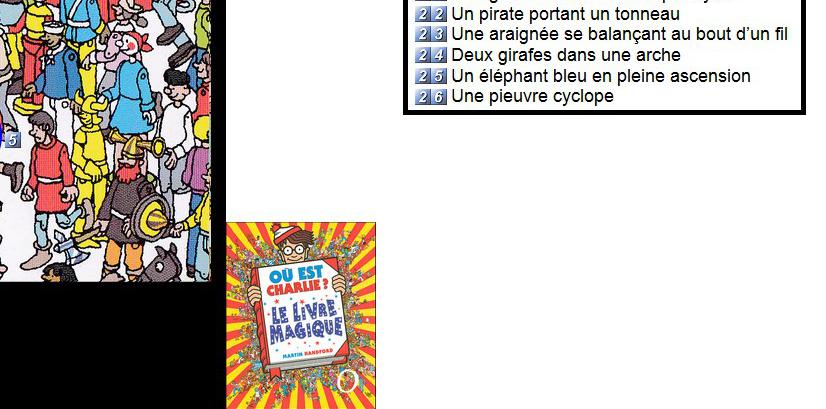 22 Un pirate portant un tonneau
23 Une araignée se balançant au bout d'un fil
24 Deux girafes dans une arche
25 Un éléphant bleu en pleine ascension
26 Une pieuvre cyclope
5
OÙ EST
CHARLIE?
LE LIVRE
MAGIQUE
MARTIN HANDFORD